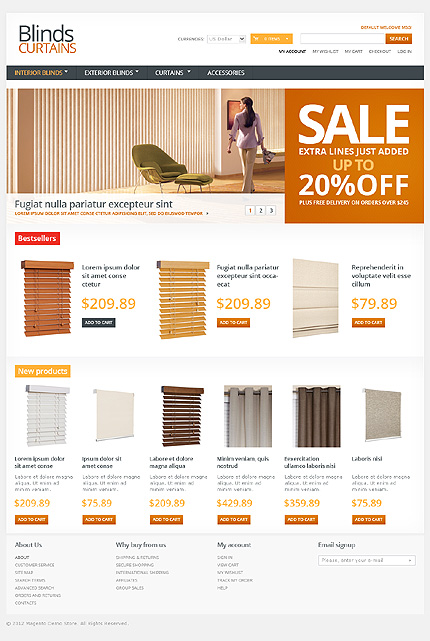 Blinds
CURTAINS
DEFAULT WELCOME MSG!
CURRENCIES: US Dollar
0 ITEMS
SEARCH
MY ACCOUNT MY WISHLIST MY CART CHECKOUT LOG IN
INTERIOR BLINDS EXTERIOR BLINDS CURTAINS ACCESSORIES
SALE
EXTRA LINES JUST ADDED
UP TO
20%OFF
PLUS FREE DELIVERY ON ORDERS OVER $245
Fugiat nulla pariatur excepteur sint
LOREM IPSUM DOLOR SIT AMET CONSE CTETUR ADIPISICING ELIT, SED DO EIUSMOD TEMPOR
1 2 3
Bestsellers
Lorem ipsum dolor
sit amet conse
ctetur
$209.89
ADD TO CART
Fugiat nulla pariatur
excepteur sint occa-
ecat
$209.89
ADD TO CART
Reprehenderit in
voluptate velit esse
cillum
$79.89
ADD TO CART
New products
Lorem ipsum dolor
sit amet conse
Labore et dolore magna
aliqua. Ut enim ad
minim veniam.
$209.89
ADD TO CART
Ipsum dolor sit
amet conse
Labore et dolore magna
aliqua. Ut enim ad
minim veniam.
$75.89
ADD TO CART
Labore et dolore
magna aliqua
Labore et dolore magna
aliqua. Ut enim ad
minim veniam.
$209.89
ADD TO CART
Minim veniam, quis
nostrud
Labore et dolore magna
aliqua. Ut enim ad
minim veniam.
$429.89
ADD TO CART
Exercitation
ullamco laboris nisi
Labore et dolore magna
aliqua. Ut enim ad
minim veniam.
$359.89
ADD TO CART
Laboris nisi
Labore et dolore magna
aliqua. Ut enim ad
minim veniam.
$75.89
ADD TO CART
About Us
ABOUT
CUSTOMER SERVICE
SITE MAP
SEARCH TERMS
ADVANCED SEARCH
ORDERS AND RETURNS
CONTACTS
Why buy from us
SHIPPING & RETURNS
SECURE SHOPPING
INTERNATIONAL SHIPPING
AFFILIATES
GROUP SALES
My account
SIGN IN
VIEW CART
MY WISHLIST
TRACK MY ORDER
HELP
Email signup
Please, enter your e-mail
© 2012 Magento Demo Store. All Rights Reserved.